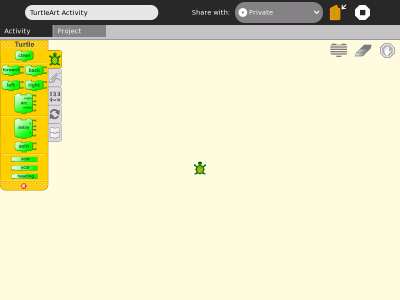 TurtleArt Activity
Share with:
Private
Activity
Project
Turtle
clean
forward
back
left
right
arc
setxy
seth
xcor
ycor
heading